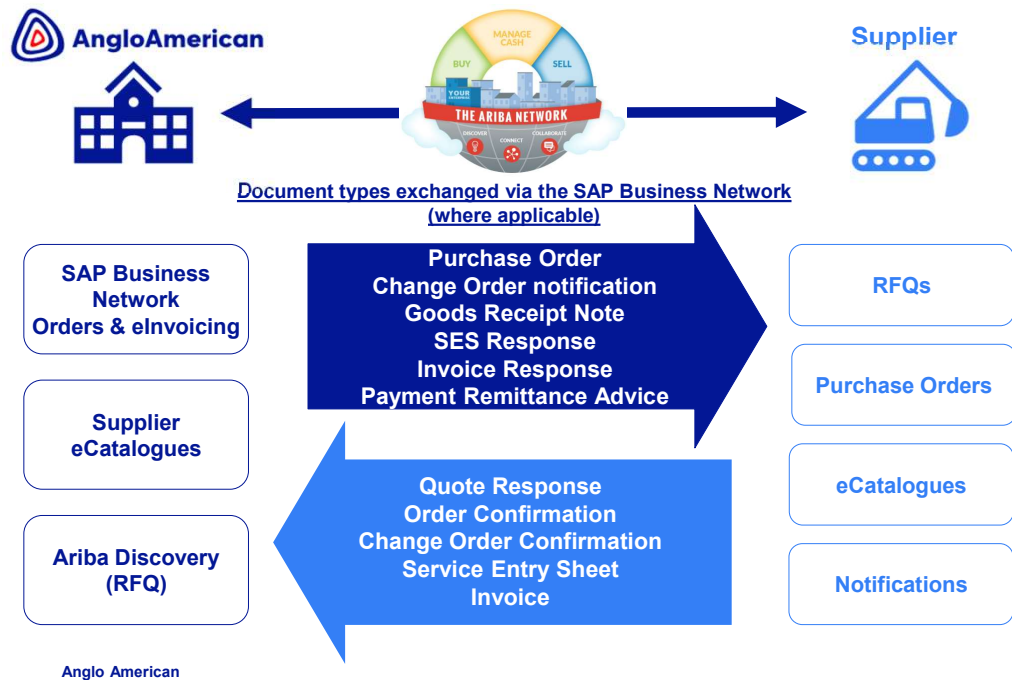 AngloAmerican
MANAGE
CASH
BUY
SELL
YOUR
ENTERPRISE
THE ARIBA NETWORK
DISCOVER
CONNECT
COLLABORATE
Supplier
Document types exchanged via the SAP Business Network
(where applicable)
SAP Business
Network
Orders & eInvoicing
Supplier
eCatalogues
Ariba Discovery
(RFQ)
Purchase Order
Change Order notification
Goods Receipt Note
SES Response
Invoice Response
Payment Remittance Advice
Quote Response
Order Confirmation
Change Order Confirmation
Service Entry Sheet
Invoice
RFQs
Purchase Orders
eCatalogues
Notifications
Anglo American